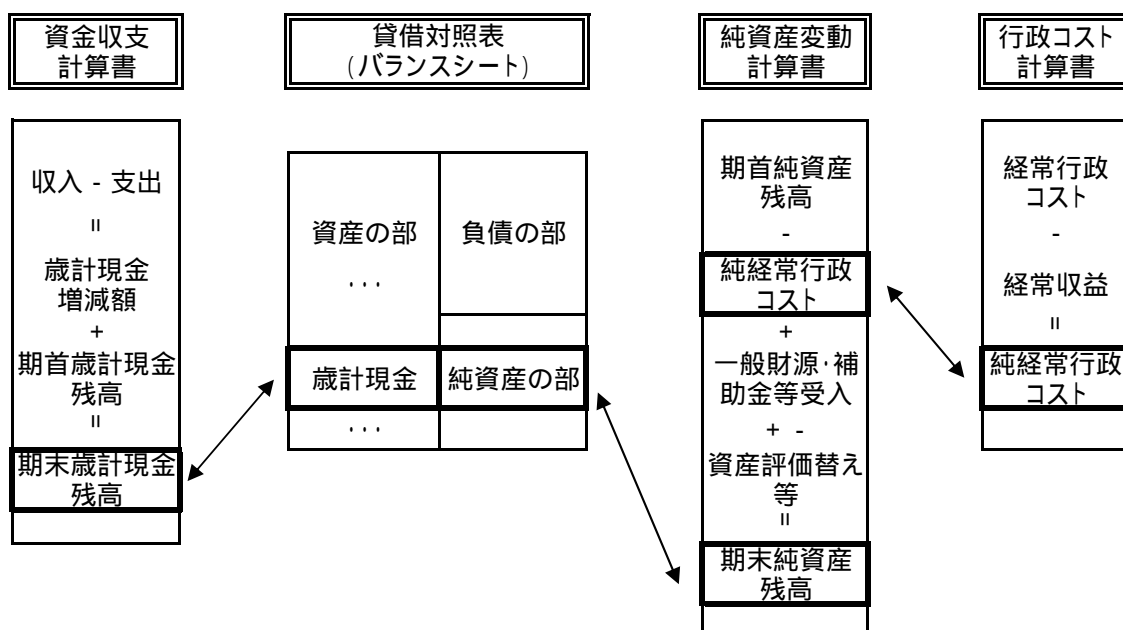 資金収支
計算書
貸借対照表
(バランスシート)
純資産変動
計算書
行政コスト
計算書
収入 - 支出
=
歳計現金
増減額
+
期首歳計現金
残高
=
期末歳計現金
残高
資産の部
･･･
負債の部
歳計現金
純資産の部
･･･
期首純資産
残高
-
純経常行政
コスト
+
一般財源･補
助金等受入
+ -
資産評価替え
等
=
期末純資産
残高
経常行政
コスト
-
経常収益
=
純経常行政
コスト